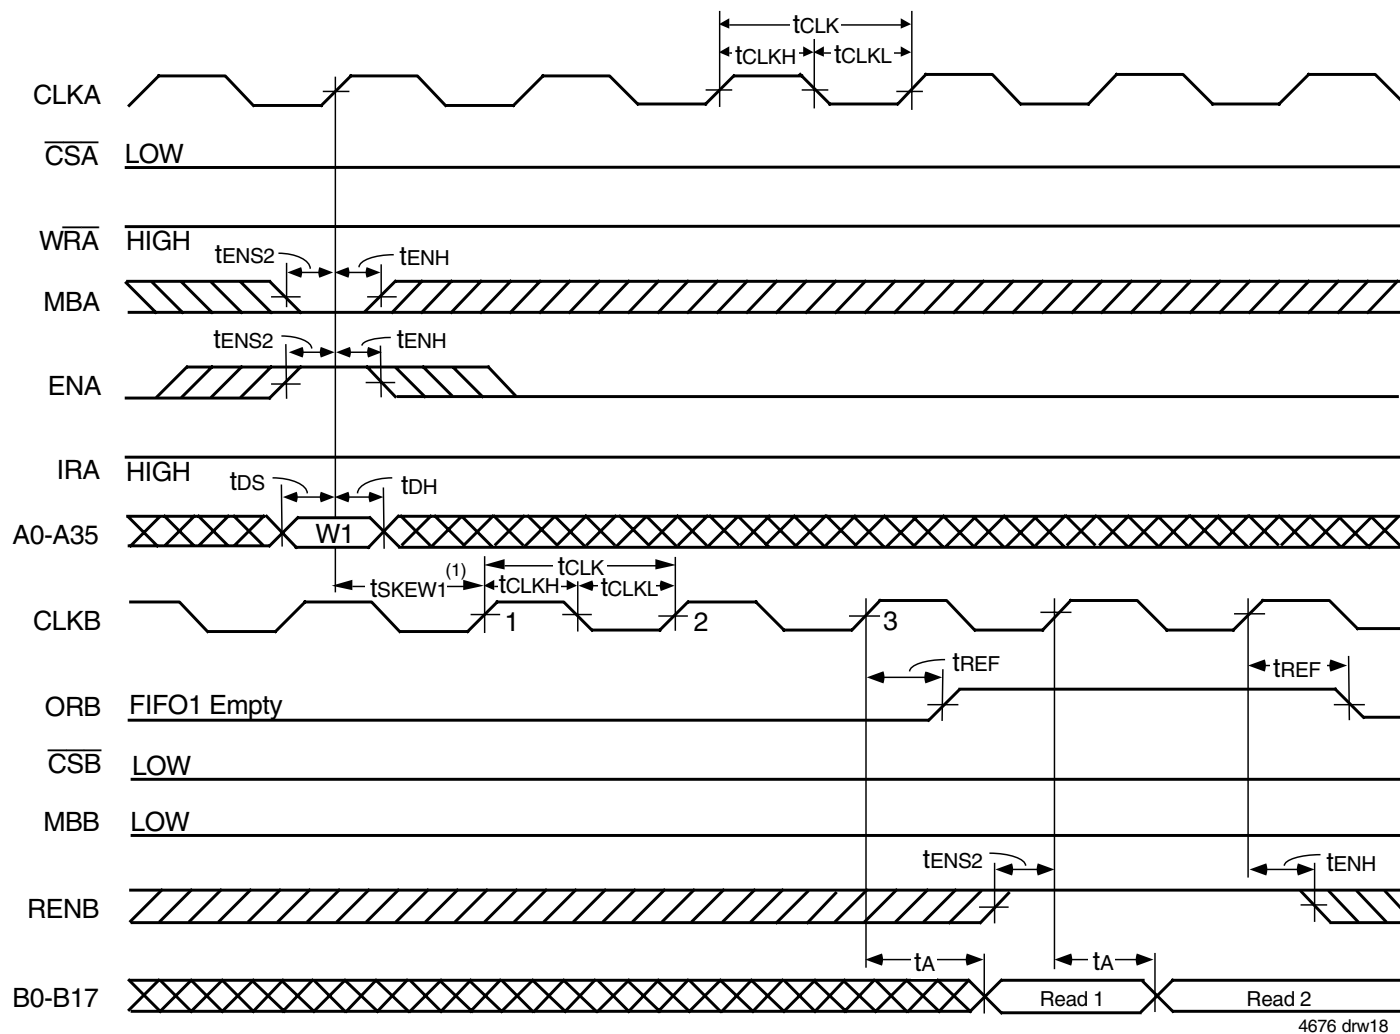 tCLK
tCLKH tCLKL
CLKA
CSA LOW
WRA HIGH
tENS2 tENH
MBA
tENS2 tENH
ENA
IRA HIGH
tDS tDH
A0-A35 W1
tSKEW1(1) tCLK
tCLKH tCLKL
CLKB 1 2 3
tREF tREF
ORB FIFO1 Empty
CSB LOW
MBB LOW
tENS2 tENH
RENB
tA tA
B0-B17 Read 1 Read 2
4676 drw18